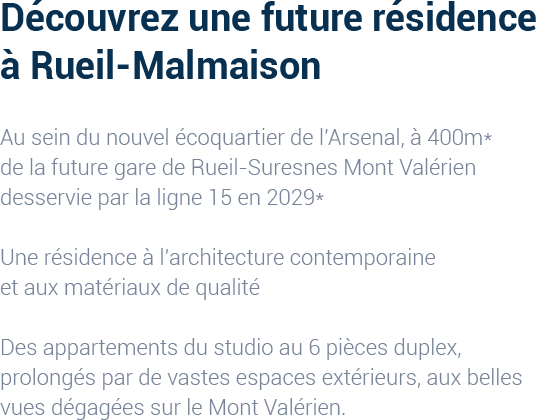 Découvrez une future résidence
à Rueil-Malmaison
Au sein du nouvel écoquartier de l'Arsenal, à 400m*
de la future gare de Rueil-Suresnes Mont Valérien
desservie par la ligne 15 en 2029*
Une résidence à l'architecture contemporaine
et aux matériaux de qualité
Des appartements du studio au 6 pièces duplex,
prolongés par de vastes espaces extérieurs, aux belles
vues dégagées sur le Mont Valérien.